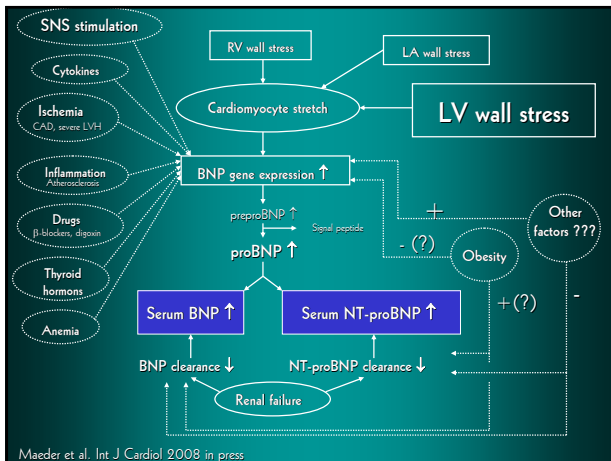 SNS stimulation
Cytokines
Ischemia
CAD, severe LVH
Inflammation
Atherosclerosis
Drugs
β-blockers, digoxin
Thyroid
hormons
Anemia
RV wall stress
LA wall stress
Cardiomyocyte stretch
LV wall stress
BNP gene expression ↑
preproBNP ↑
Signal peptide
proBNP ↑
+
Other
factors ???
- (?)
Obesity
+(?)
-
Serum BNP ↑
Serum NT-proBNP ↑
BNP clearance ↓
NT-proBNP clearance ↓
Renal failure
Maeder et al. Int J Cardiol 2008 in press